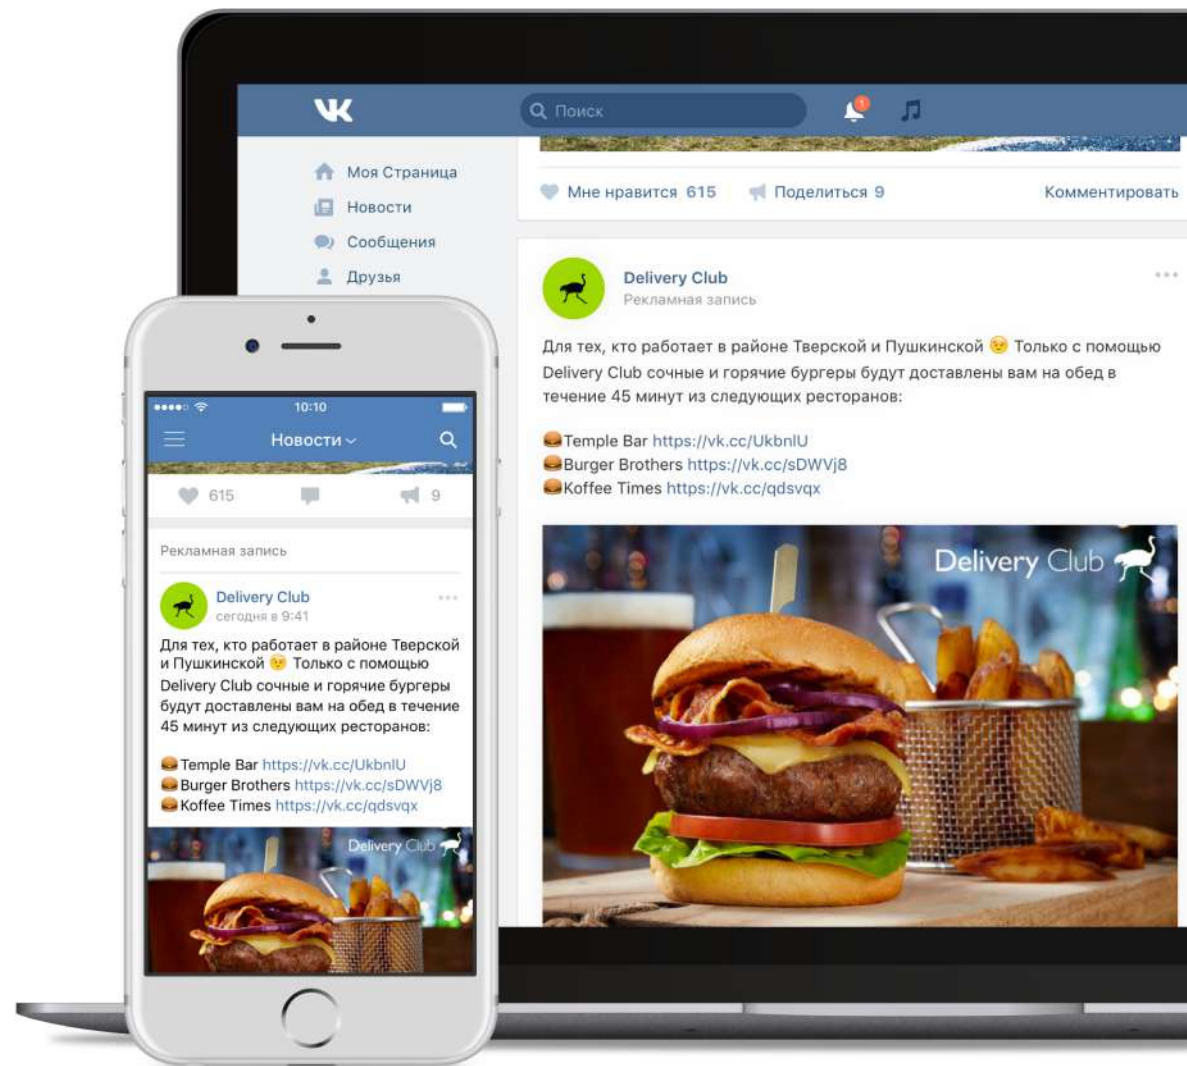 VK
Поиск
1
Моя Страница
Новости
Сообщения
Друзья
Мне нравится 615
Поделиться 9
Комментировать
Delivery Club
Рекламная запись
Для тех, кто работает в районе Тверской и Пушкинской 😉 Только с помощью
Delivery Club сочные и горячие бургеры будут доставлены вам на обед в
течение 45 минут из следующих ресторанов:
🍔Temple Bar https://vk.cc/UkbnlU
🍔Burger Brothers https://vk.cc/sDWVj8
🍔Koffee Times https://vk.cc/qdsvqx
Delivery Club
10:10
Новости
615
9
Рекламная запись
Delivery Club
сегодня в 9:41
Для тех, кто работает в районе Тверской
и Пушкинской 😉 Только с помощью
Delivery Club сочные и горячие бургеры
будут доставлены вам на обед в течение
45 минут из следующих ресторанов:
🍔Temple Bar https://vk.cc/UkbnlU
🍔Burger Brothers https://vk.cc/sDWVj8
🍔Koffee Times https://vk.cc/qdsvqx
Delivery Club